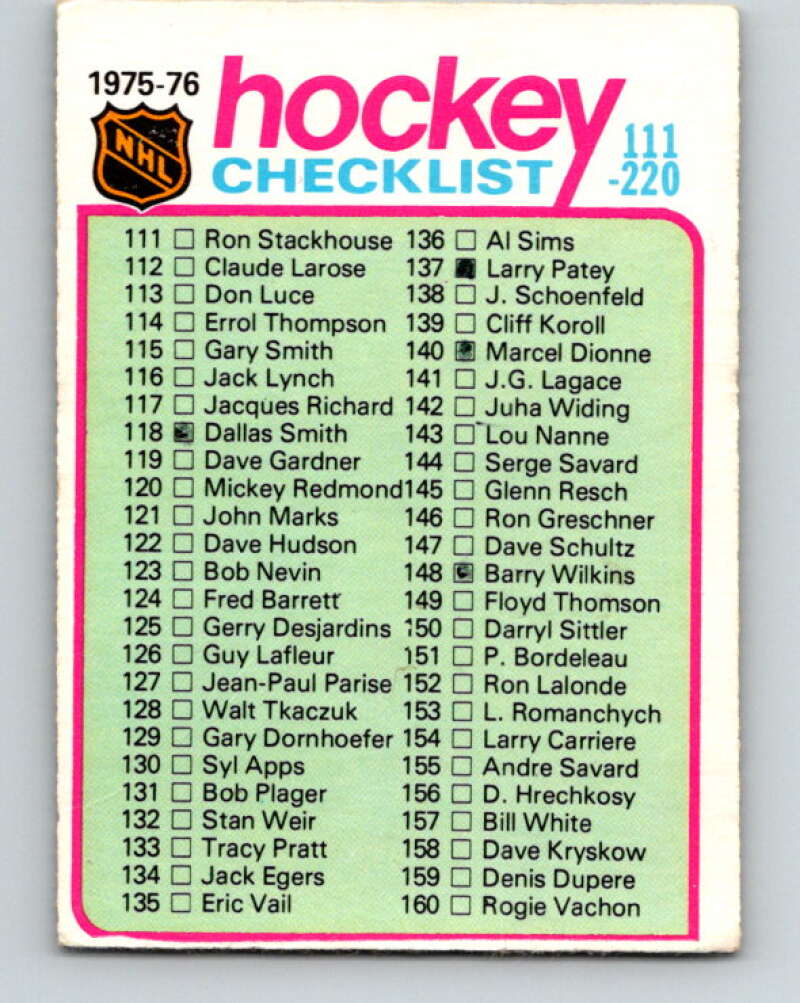 1975-76
NHL
hockey
CHECKLIST
111
-220
111 Ron Stackhouse
112 Claude Larose
113 Don Luce
114 Errol Thompson
115 Gary Smith
116 Jack Lynch
117 Jacques Richard
118 Dallas Smith
119 Dave Gardner
120 Mickey Redmond
121 John Marks
122 Dave Hudson
123 Bob Nevin
124 Fred Barrett
125 Gerry Desjardins
126 Guy Lafleur
127 Jean-Paul Parise
128 Walt Tkaczuk
129 Gary Dornhoefer
130 Syl Apps
131 Bob Plager
132 Stan Weir
133 Tracy Pratt
134 Jack Egers
135 Eric Vail
136 Al Sims
137 Larry Patey
138 J. Schoenfeld
139 Cliff Koroll
140 Marcel Dionne
141 J.G. Lagace
142 Juha Widing
143 Lou Nanne
144 Serge Savard
145 Glenn Resch
146 Ron Greschner
147 Dave Schultz
148 Barry Wilkins
149 Floyd Thomson
150 Darryl Sittler
151 P. Bordeleau
152 Ron Lalonde
153 L. Romanchych
154 Larry Carriere
155 Andre Savard
156 D. Hrechkosy
157 Bill White
158 Dave Kryskow
159 Denis Dupere
160 Rogie Vachon